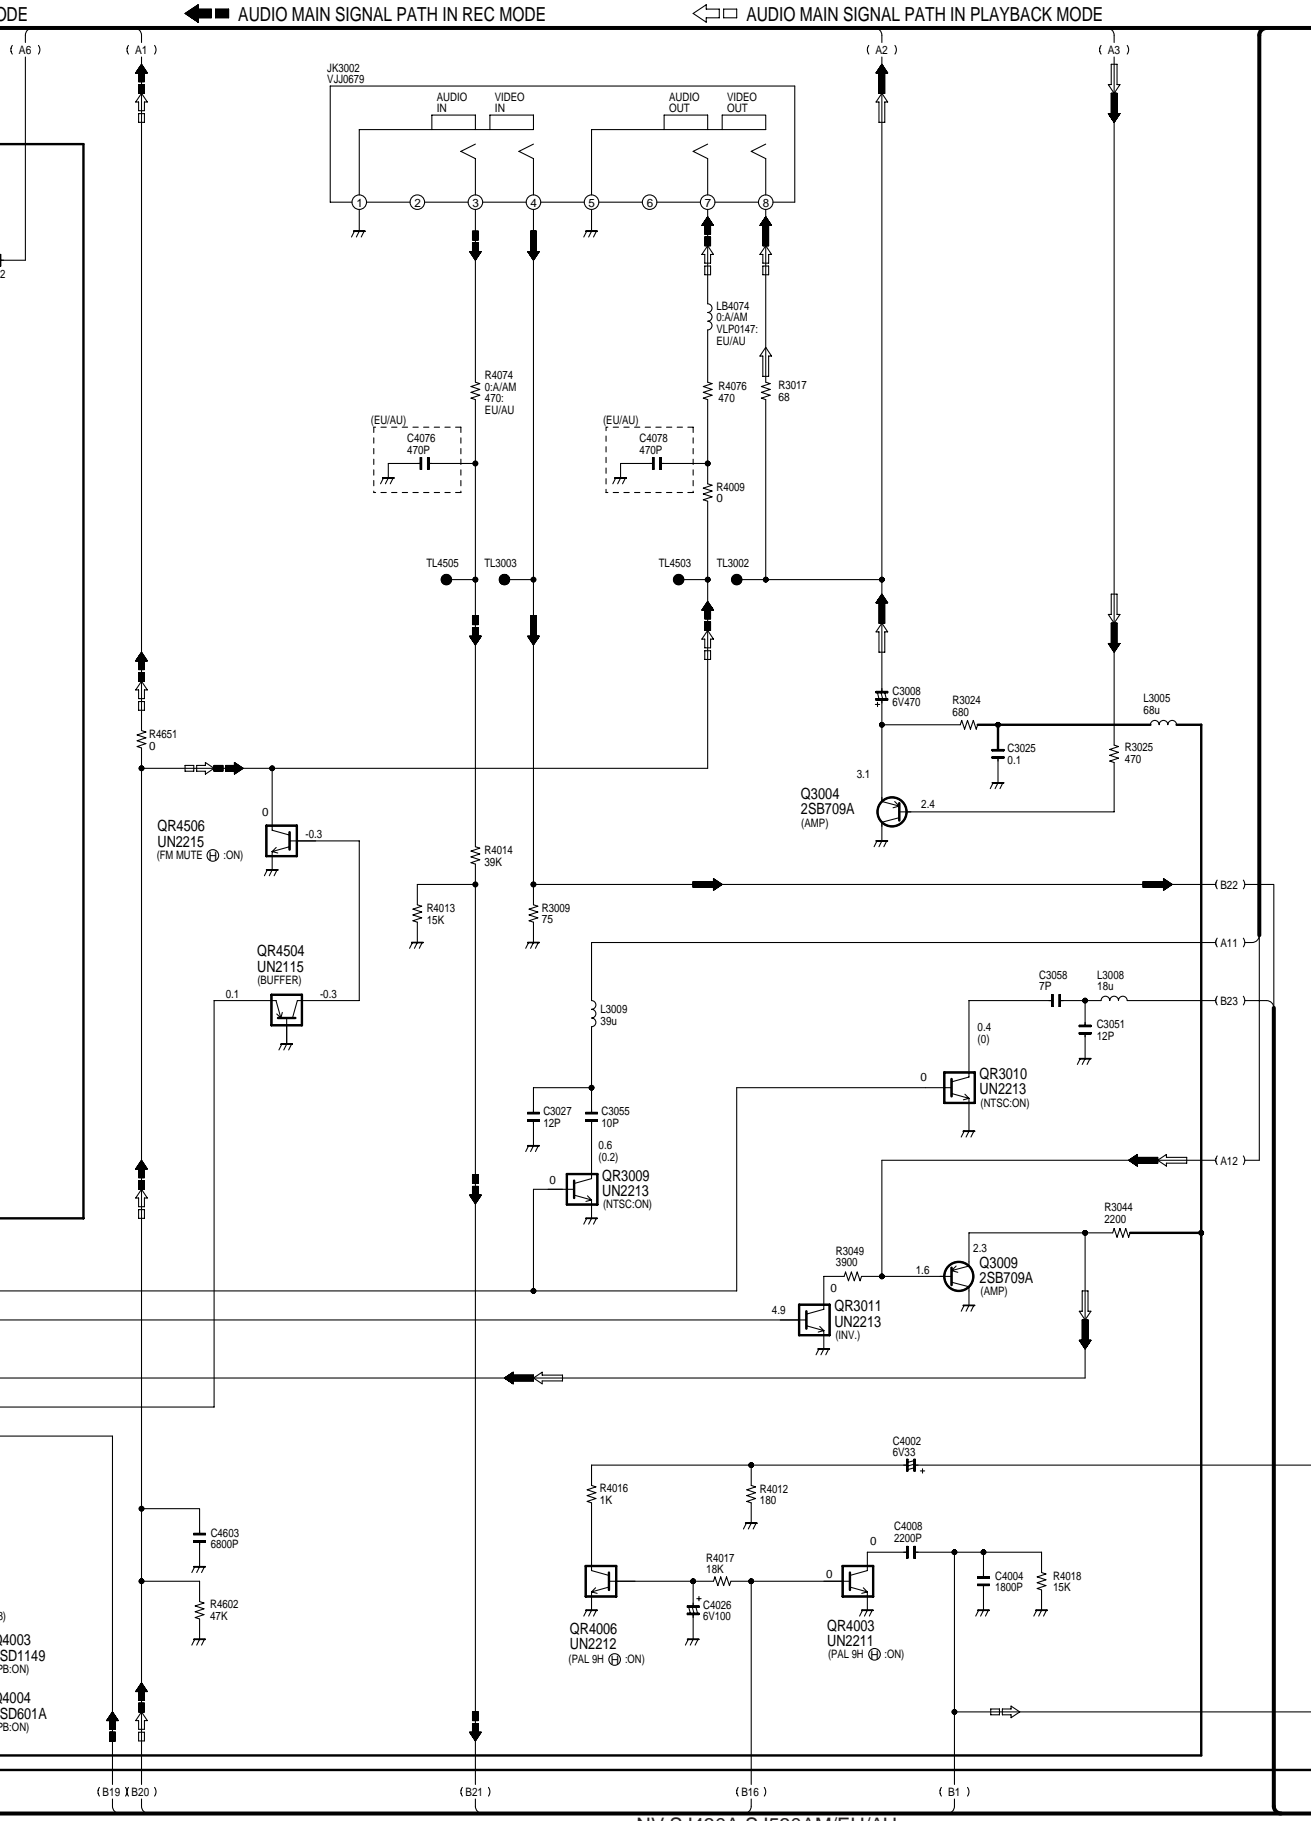 ODE
AUDIO MAIN SIGNAL PATH IN REC MODE
AUDIO MAIN SIGNAL PATH IN PLAYBACK MODE
( A6 )
( A1 )
( A2 )
( A3 )
JK3002
VJJ0679
AUDIO
IN
VIDEO
IN
AUDIO
OUT
VIDEO
OUT
1
2
3
4
5
6
7
8
2
LB4074
0:A/AM
VLP0147:
EU/AU
R4074
0:A/AM
470:
EU/AU
R4076
470
R3017
68
(EU/AU)
C4076
470P
(EU/AU)
C4078
470P
R4009
0
TL4505
TL3003
TL4503
TL3002
C3008
6V470
+
R3024
680
L3005
68u
R4651
0
C3025
0.1
R3025
470
3.1
Q3004
2SB709A
(AMP)
2.4
0
QR4506
UN2215
(FM MUTE Ⓗ :ON)
-0.3
R4014
39K
( B22 )
R4013
15K
R3009
75
( A11 )
QR4504
UN2115
(BUFFER)
0.1
-0.3
C3058
7P
L3008
18u
( B23 )
L3009
39u
0.4
(0)
C3051
12P
0
QR3010
UN2213
(NTSC:ON)
C3027
12P
C3055
10P
0.6
(0.2)
( A12 )
0
QR3009
UN2213
(NTSC:ON)
R3044
2200
R3049
3900
2.3
1.6
Q3009
2SB709A
(AMP)
0
4.9
QR3011
UN2213
(INV.)
C4002
6V33
+
R4016
1K
R4012
180
C4603
6800P
0
C4008
2200P
R4017
18K
0
C4004
1800P
R4018
15K
R4602
47K
+
C4026
6V100
QR4006
UN2212
(PAL 9H Ⓗ :ON)
QR4003
UN2211
(PAL 9H Ⓗ :ON)
Q4003
SD1149
PB:ON)
Q4004
SD601A
PB:ON)
( B19 )
( B20 )
( B21 )
( B16 )
( B1 )